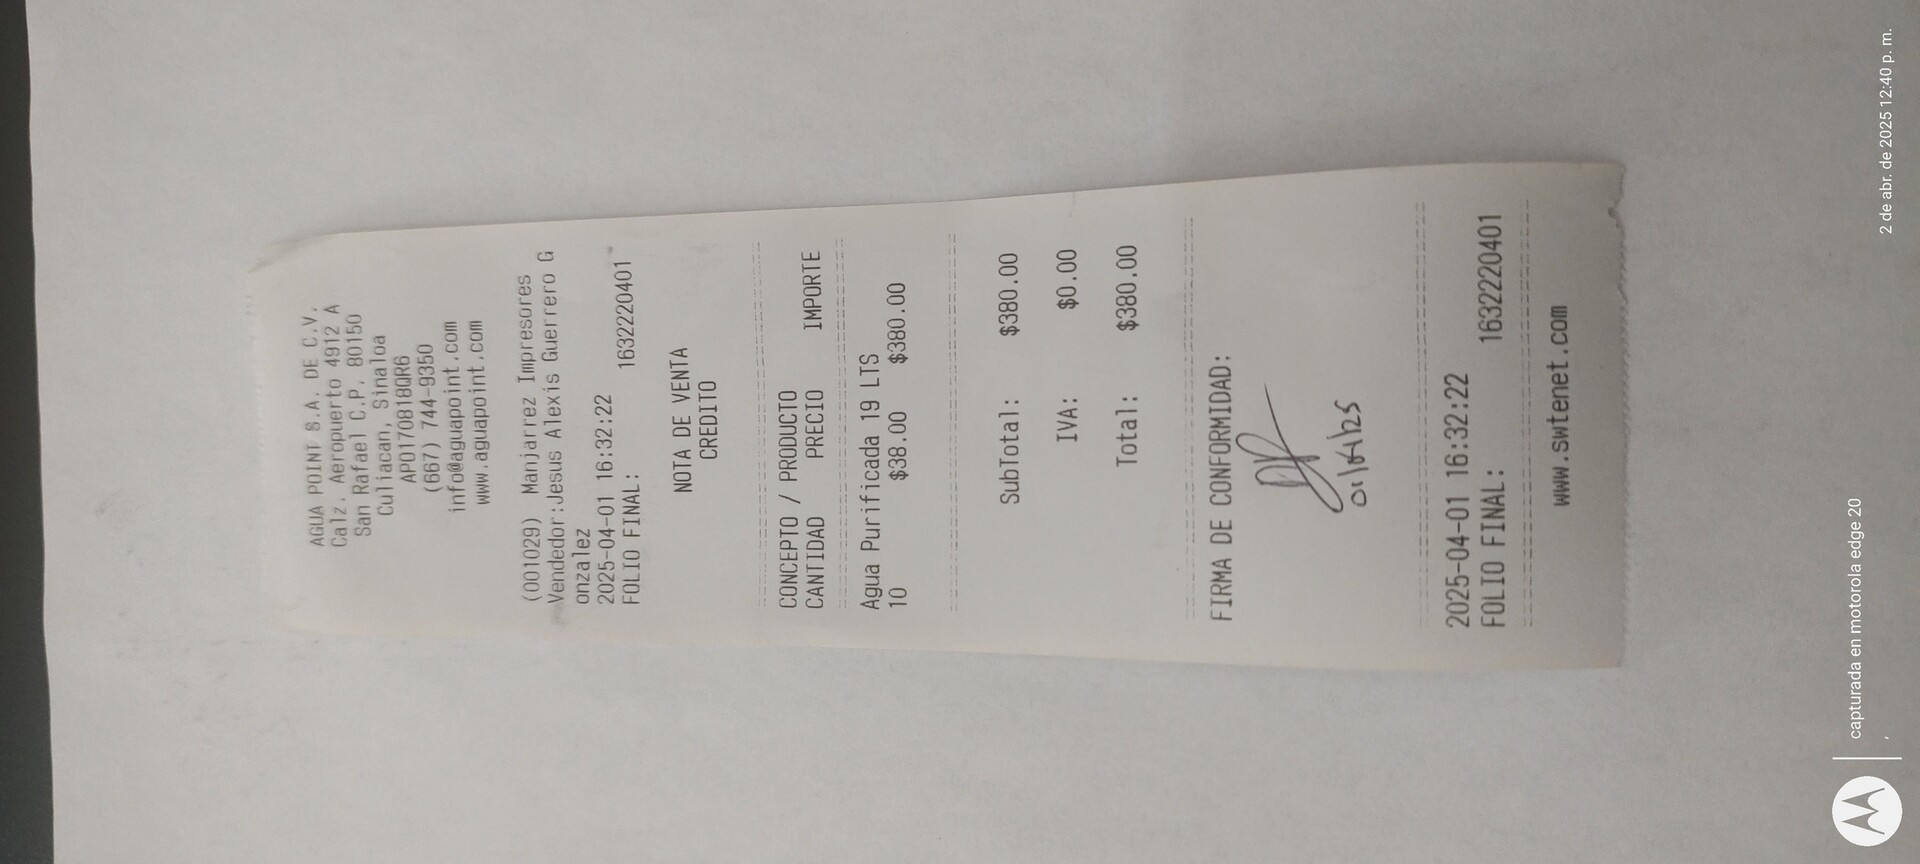 AGUA POINT S.A. DE C.V.
Calz. Aeropuerto 4912 A
San Rafael C.P. 80150
Culiacan, Sinaloa
APO170818QR6
(667) 744-9350
info@aguapoint.com
www.aguapoint.com
(001029) Manjarrez Impresores
Vendedor:Jesus Alexis Guerrero G
onzalez
2025-04-01 16:32:22
FOLIO FINAL: 1632220401
NOTA DE VENTA
CREDITO
CONCEPTO / PRODUCTO
CANTIDAD PRECIO IMPORTE
Agua Purificada 19 LTS
10 $38.00 $380.00
SubTotal: $380.00
IVA: $0.00
Total: $380.00
FIRMA DE CONFORMIDAD:
01/04/25
2025-04-01 16:32:22
FOLIO FINAL: 1632220401
www.swtenet.com
capturada en motorola edge 20
2 de abr. de 2025 12:40 p. m.